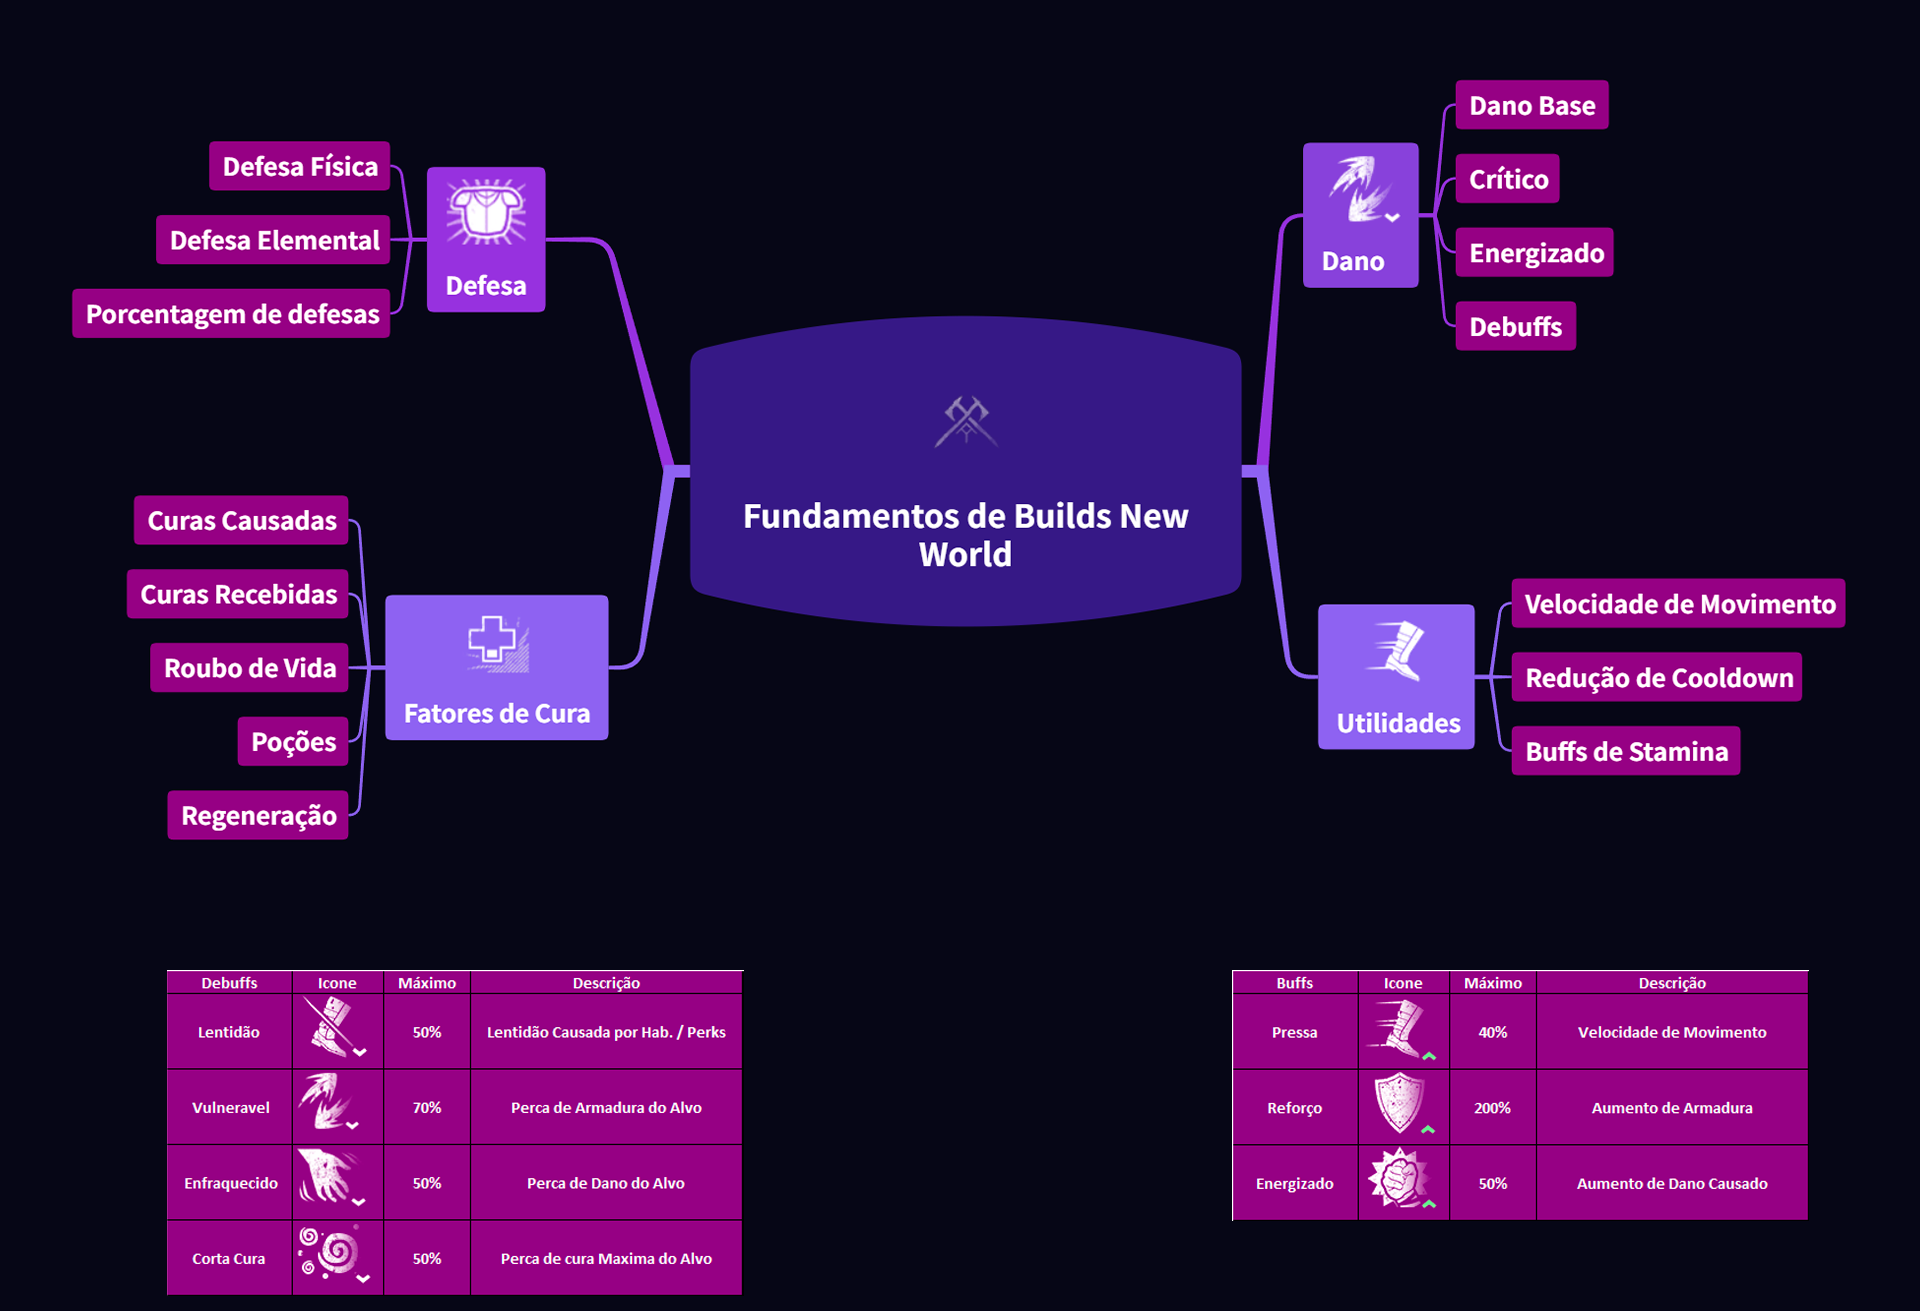 Defesa Física
Defesa Elemental
Porcentagem de defesas
Defesa
Curas Causadas
Curas Recebidas
Roubo de Vida
Poções
Regeneração
Fatores de Cura
Fundamentos de Builds New
World
Dano
Dano Base
Crítico
Energizado
Debuffs
Utilidades
Velocidade de Movimento
Redução de Cooldown
Buffs de Stamina
Debuffs Icone Máximo Descrição
Lentidão 50% Lentidão Causada por Hab. / Perks
Vulneravel 70% Perca de Armadura do Alvo
Enfraquecido 50% Perca de Dano do Alvo
Corta Cura 50% Perca de cura Maxima do Alvo
Buffs Icone Máximo Descrição
Pressa 40% Velocidade de Movimento
Reforço 200% Aumento de Armadura
Energizado 50% Aumento de Dano Causado